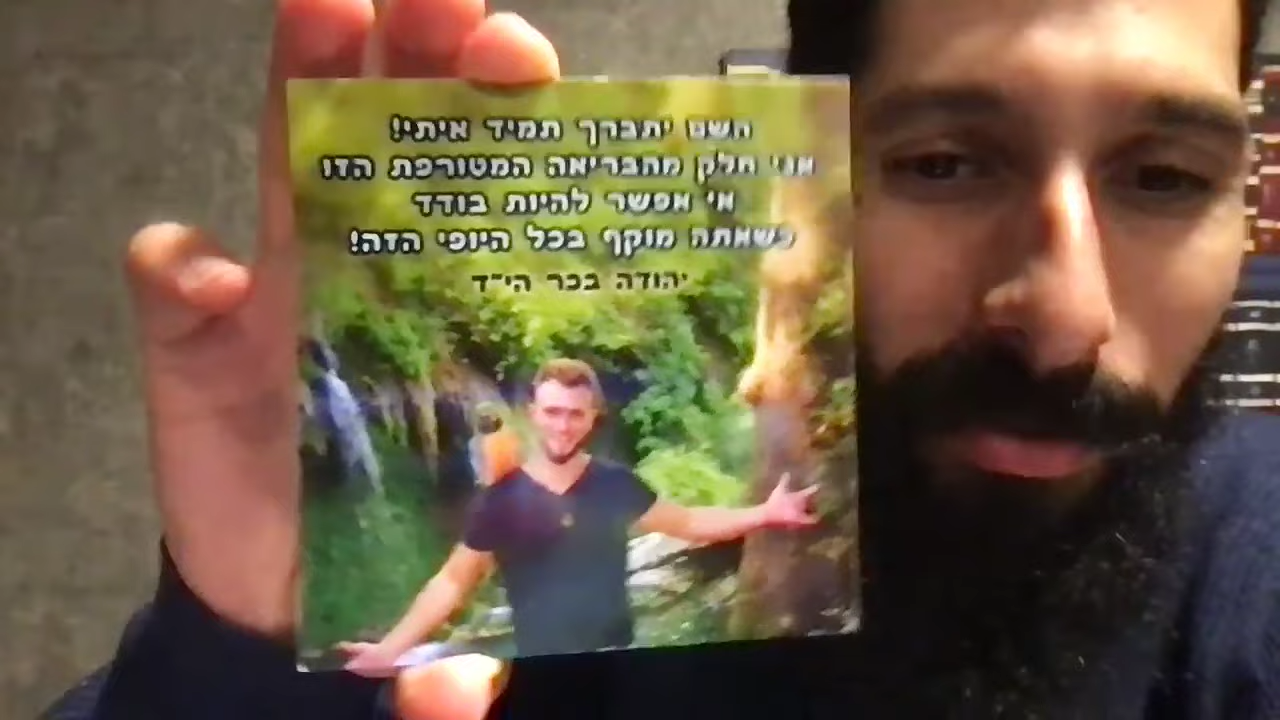 השם יתברך תמיד איתי!
אני חלק מהבריאה המטורפת הזו
אי אפשר להיות בודד
כשאתה מוקף בכל היופי הזה!
יהודה בכר הי״ד